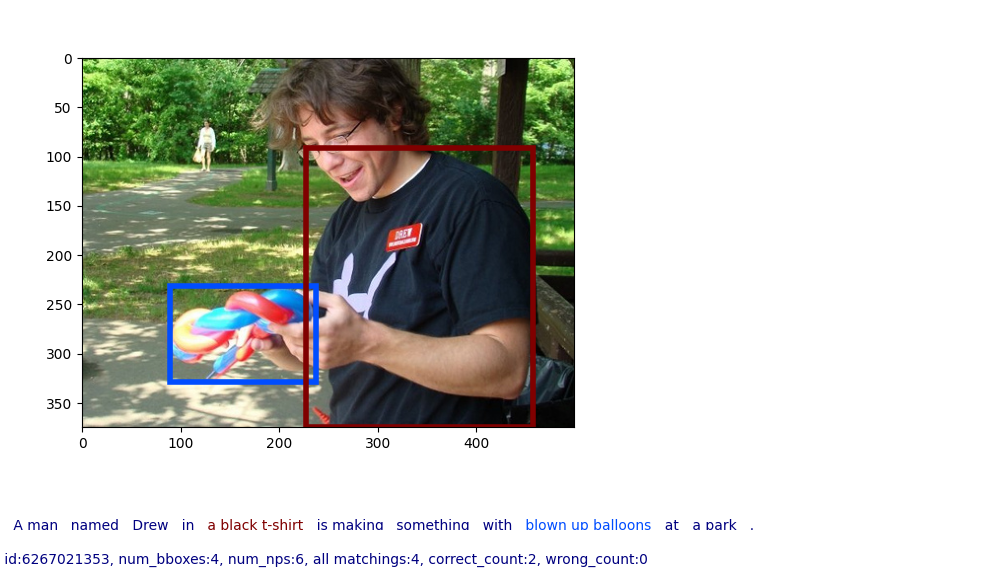 0
50
100
150
200
250
300
350
DREW
0 100 200 300 400
A man named Drew in a black t-shirt is making something with blown up balloons at a park .
id:6267021353, num_bboxes:4, num_nps:6, all matchings:4, correct_count:2, wrong_count:0